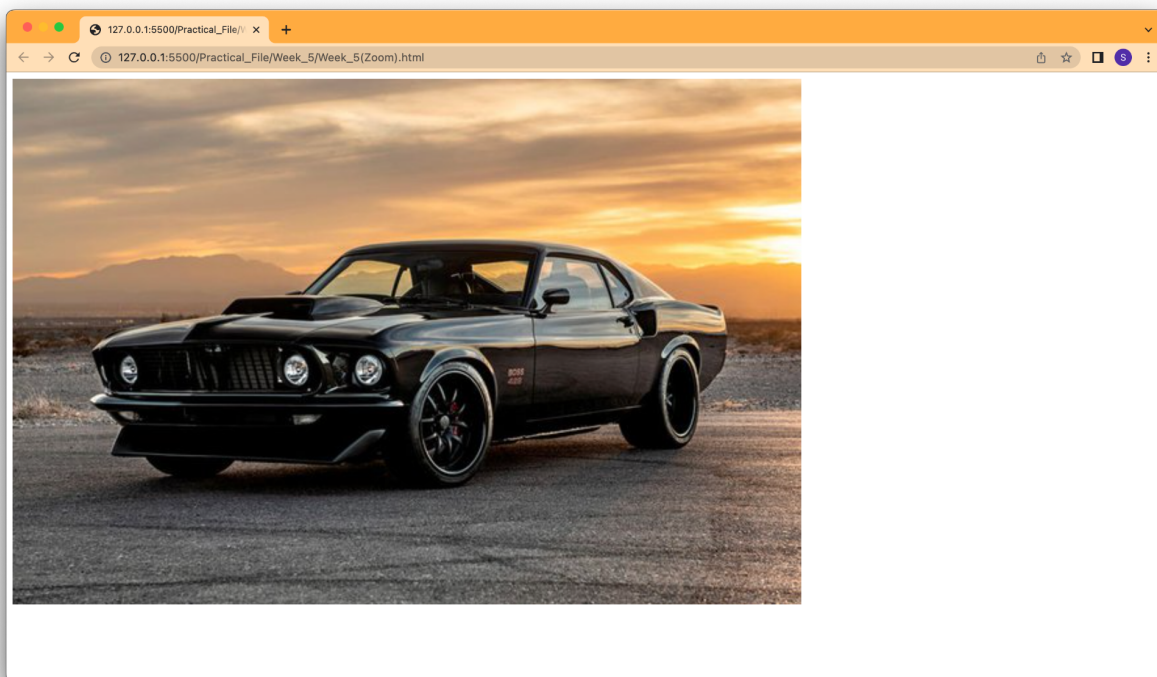 127.0.0.1:5500/Practical_File/W
127.0.0.1:5500/Practical_File/Week_5/Week_5(Zoom).html
S
BOSS
429